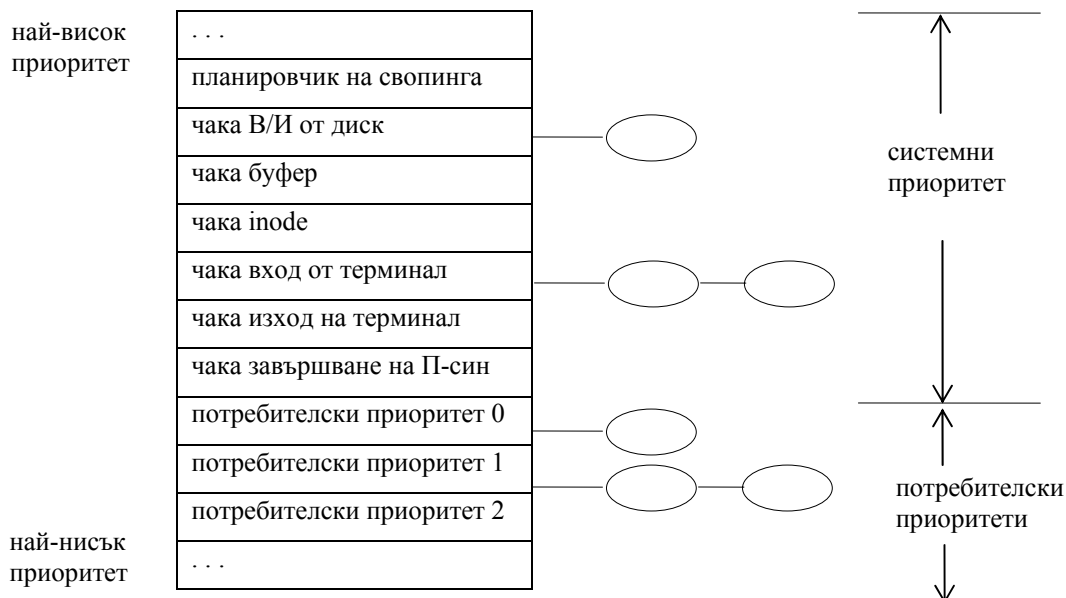 най-висок
приоритет
. . .
планировчик на свопинга
чака В/И от диск
чака буфер
чака inode
чака вход от терминал
чака изход на терминал
чака завършване на П-син
потребителски приоритет 0
потребителски приоритет 1
потребителски приоритет 2
. . .
най-нисък
приоритет
системни
приоритет
потребителски
приоритети